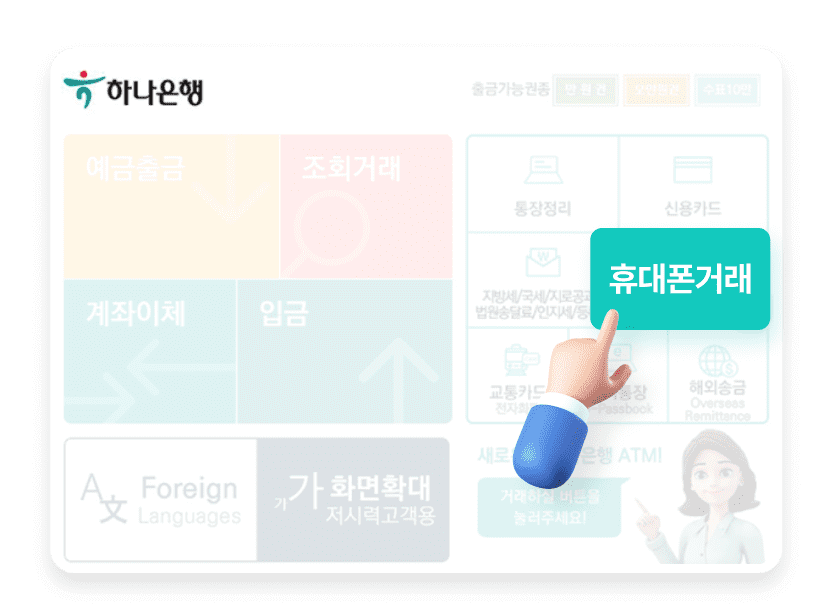 하나은행
출금가능권종 만 원 권 오만원권 수표10만
예금출금
조회거래
계좌이체
입금
통장정리
신용카드
지방세/국세/지로공과
법원송달료/인지세/등
휴대폰거래
교통카드
통장
-Passbook
해외송금
Overseas
Remittance
Foreign
Languages
가가 화면확대
저시력고객용
새로 은행 ATM!
거래하실 버튼을
눌러주세요!